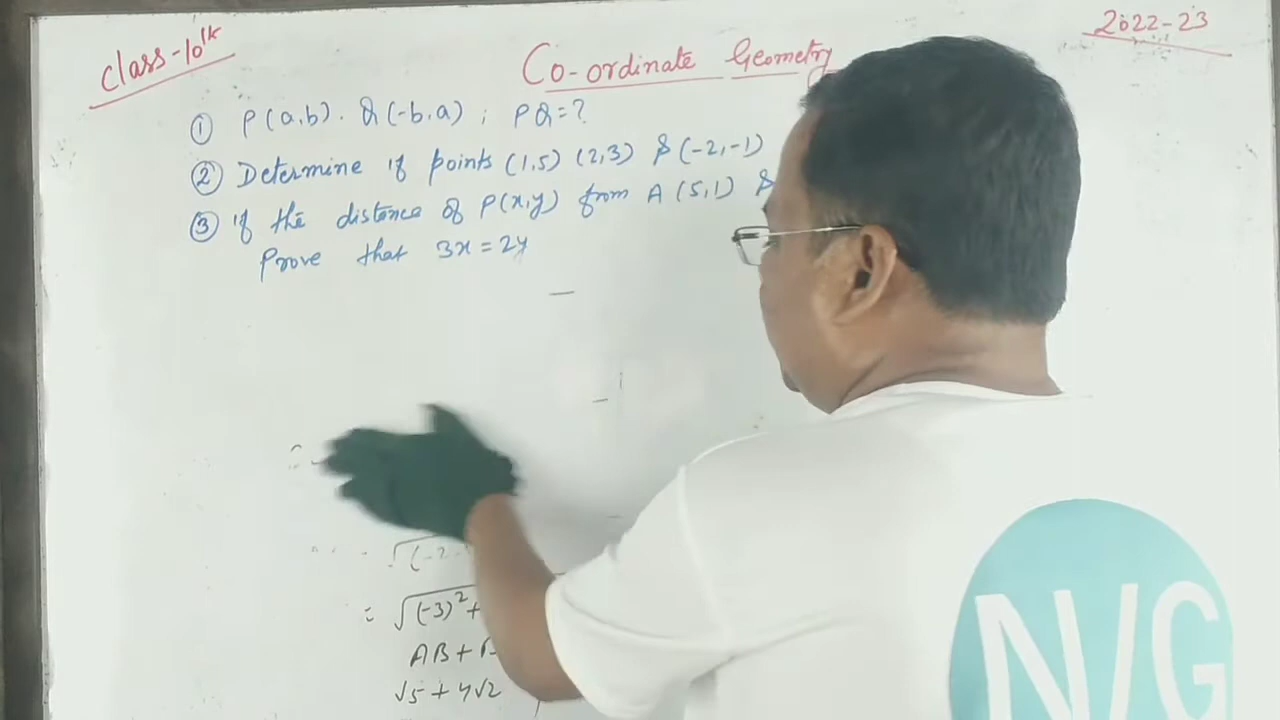 Class-10th
2022-23
Co-ordinate Geometry
① P(a,b). Q(-b,a) ; PQ=?
② Determine if points (1,5) (2,3) & (-2,-1)
③ if the distance of P(x,y) from A (5,1) &
Prove that 3x = 2y
√(-2-
= √(-3)²+
AB+
√5 + 4√2
N/G